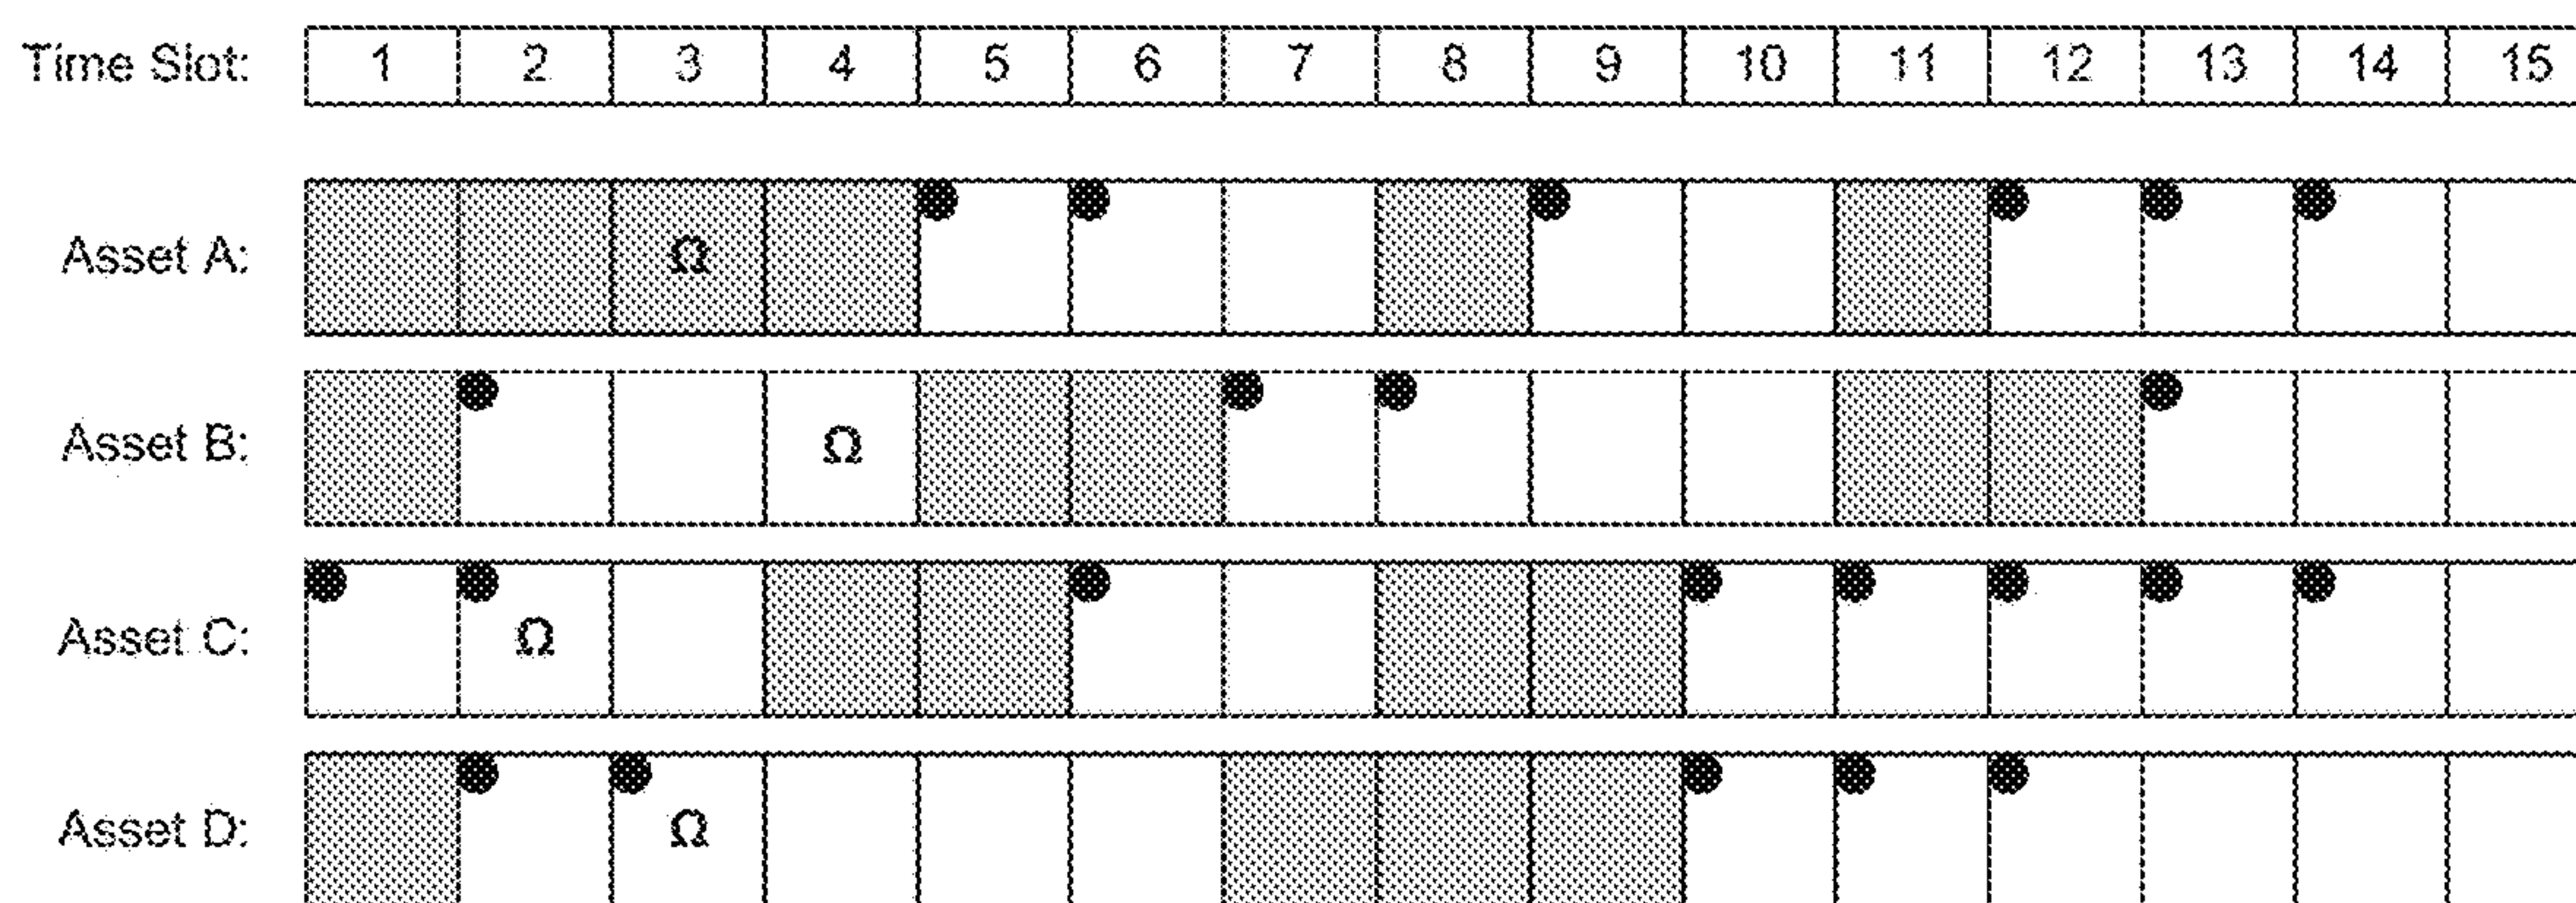 Time Slot: 1 2 3 4 5 6 7 8 9 10 11 12 13 14 15
Asset A: Ω
Asset B: Ω
Asset C: Ω
Asset D: Ω